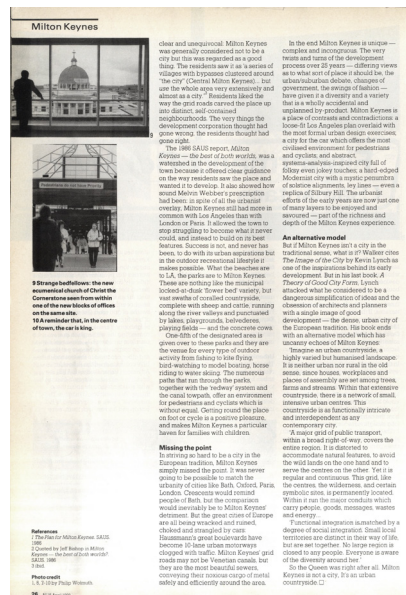 Milton Keynes
9
Pedestrians do not have Priority
10
9 Strange bedfellows: the new
ecumenical church of Christ the
Cornerstone seen from within
one of the new blocks of offices
on the same site.
10 A reminder that, in the centre
of town, the car is king.
References
1 The Plan for Milton Keynes. SAUS.
1986
2 Quoted by Jeff Bishop in Milton
Keynes — the best of both worlds?
SAUS. 1986
3 ibid.
Photo credit
1, 8, 9-10 by Philip Wolmuth.
26
clear and unequivocal. Milton Keynes
was generally considered not to be a
city but this was regarded as a good
thing. The residents saw it as 'a series of
villages with bypasses clustered around
"the city" (Central Milton Keynes)... but
use the whole area very extensively and
almost as a city.' Residents liked the
way the grid roads carved the place up
into distinct, self-contained
neighbourhoods. The very things the
development corporation thought had
gone wrong, the residents thought had
gone right.
The 1986 SAUS report, Milton
Keynes — the best of both worlds, was a
watershed in the development of the
town because it offered clear guidance
on the way residents saw the place and
wanted it to develop. It also showed how
sound Melvin Webber's prescription
had been: in spite of all the urbanist
overlay, Milton Keynes still had more in
common with Los Angeles than with
London or Paris. It allowed the town to
stop struggling to become what it never
could, and instead to build on its best
features. Success is not, and never has
been, to do with its urban aspirations but
in the outdoor recreational lifestyle it
makes possible. What the beaches are
to LA, the parks are to Milton Keynes.
These are nothing like the municipal
locked-at-dusk 'flower bed' variety, but
vast swaths of enrolled countryside,
complete with sheep and cattle, running
along the river valleys and punctuated
by lakes, playgrounds, belvederes,
playing fields — and the concrete cows.
One-fifth of the designated area is
given over to these parks and they are
the venue for every type of outdoor
activity from fishing to kite flying,
bird-watching to model boating, horse
riding to water skiing. The numerous
paths that run through the parks,
together with the 'redway' system and
the canal towpath, offer an environment
for pedestrians and cyclists which is
without equal. Getting round the place
on foot or cycle is a positive pleasure,
and makes Milton Keynes a particular
haven for families with children.
Missing the point
In striving so hard to be a city in the
European tradition, Milton Keynes
simply missed the point. It was never
going to be possible to match the
urbanity of cities like Bath, Oxford, Paris,
London. Crescents would remind
people of Bath, but the comparison
would inevitably be to Milton Keynes'
detriment. But the great cities of Europe
are all being wracked and ruined,
choked and strangled by cars.
Haussmann's great boulevards have
become 10-lane urban motorways
clogged with traffic. Milton Keynes' grid
roads may not be Venetian canals, but
they are the most beautiful sewers,
conveying their noxious cargo of metal
safely and efficiently around the area.
In the end Milton Keynes is unique —
complex and incongruous. The very
twists and turns of the development
process over 25 years — differing views
as to what sort of place it should be, the
urban/suburban debate, changes of
government, the swings of fashion —
have given it a diversity and a variety
that is a wholly accidental and
unplanned by-product. Milton Keynes is
a place of contrasts and contradictions: a
loose-fit Los Angeles plan overlaid with
the most formal urban design exercises,
a city for the car which offers the most
civilised environment for pedestrians
and cyclists, and abstract,
systems-analysis-inspired city full of
folksy even jokey touches, a hard-edged
Modernist city with a mystic penumbra
of solstice alignments, ley lines — even a
replica of Silbury Hill. The urbanist
efforts of the early years are now just one
of many layers to be enjoyed and
savoured — part of the richness and
depth of the Milton Keynes experience.
An alternative model
But if Milton Keynes isn't a city in the
traditional sense, what is it? Walker cites
The Image of the City by Kevin Lynch as
one of the inspirations behind its early
development. But in his last book, A
Theory of Good City Form, Lynch
attacked what he considered to be a
dangerous simplification of ideas and the
obsession of architects and planners
with a single image of good
development — the dense, urban city of
the European tradition. His book ends
with an alternative model which has
uncanny echoes of Milton Keynes:
'Imagine an urban countryside, a
highly varied but humanised landscape.
It is neither urban nor rural in the old
sense, since houses, workplaces and
places of assembly are set among trees,
farms and streams. Within that extensive
countryside, there is a network of small,
intensive urban centres. This
countryside is as functionally intricate
and interdependent as any
contemporary city.
'A major grid of public transport,
within a broad right-of-way, covers the
entire region. It is distorted to
accommodate natural features, to avoid
the wild lands on the one hand and to
serve the centres on the other. Yet it is
regular and continuous. This grid, like
the centres, the wilderness, and certain
symbolic sites, is permanently located.
Within it run the major conduits which
carry people, goods, messages, wastes
and energy...
'Functional integration is matched by a
degree of social integration. Small local
territories are distinct in their way of life,
but are set together. No large region is
closed to any people. Everyone is aware
of the diversity around her.'
So the Queen was right after all. Milton
Keynes is not a city. It's an urban
countryside □